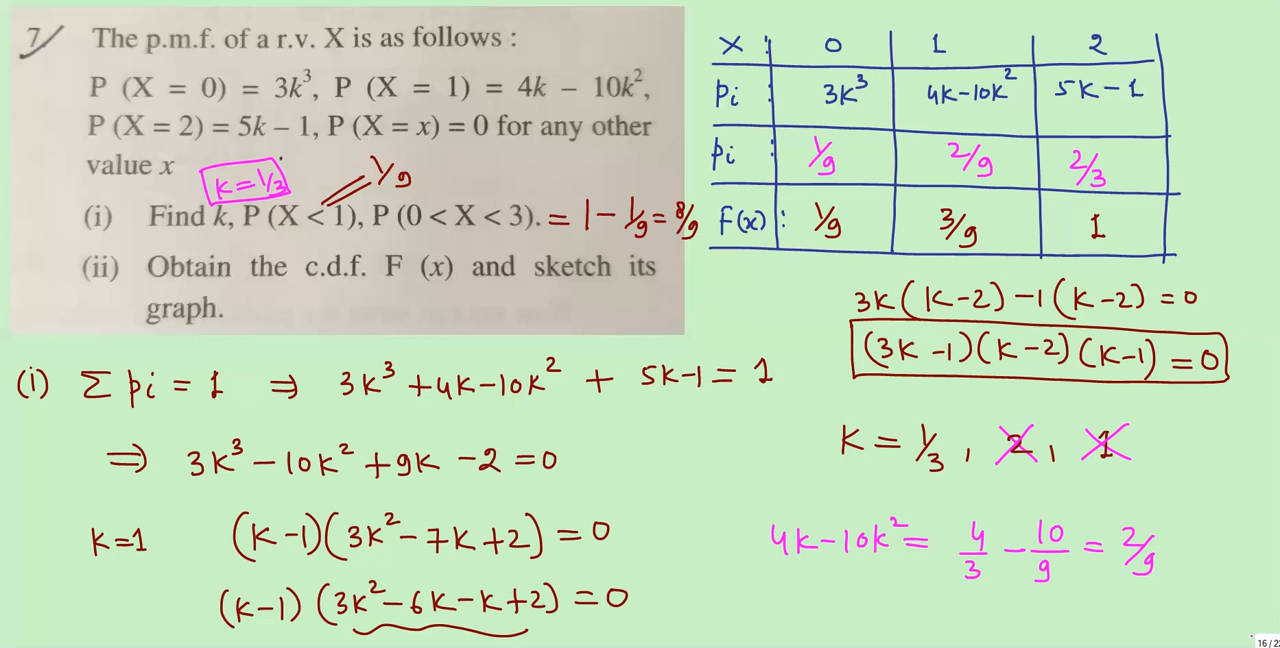 7/ The p.m.f. of a r.v. X is as follows :
P (X = 0) = 3k³, P (X = 1) = 4k – 10k²,
P (X = 2) = 5k – 1, P (X = x) = 0 for any other
value x
k = 1/3
1/9
(i) Find k, P (X < 1), P (0 < X < 3). = 1 - 1/9 = 8/9
(ii) Obtain the c.d.f. F (x) and sketch its
graph.
X : 0 1 2
pi : 3k³ 4k-10k² 5k-1
pi : 1/9 2/9 2/3
F(x) : 1/9 3/9 1
(i) Σ pi = 1 ⇒ 3k³ + 4k - 10k² + 5k - 1 = 1
⇒ 3k³ - 10k² + 9k - 2 = 0
k=1 (k-1)(3k² - 7k + 2) = 0
(k-1) (3k² - 6k - k + 2) = 0
3k(k-2) - 1(k-2) = 0
(3k-1)(k-2)(k-1) = 0
k = 1/3, 2, 1
4k - 10k² = 4/3 - 10/9 = 2/9
16 / 22